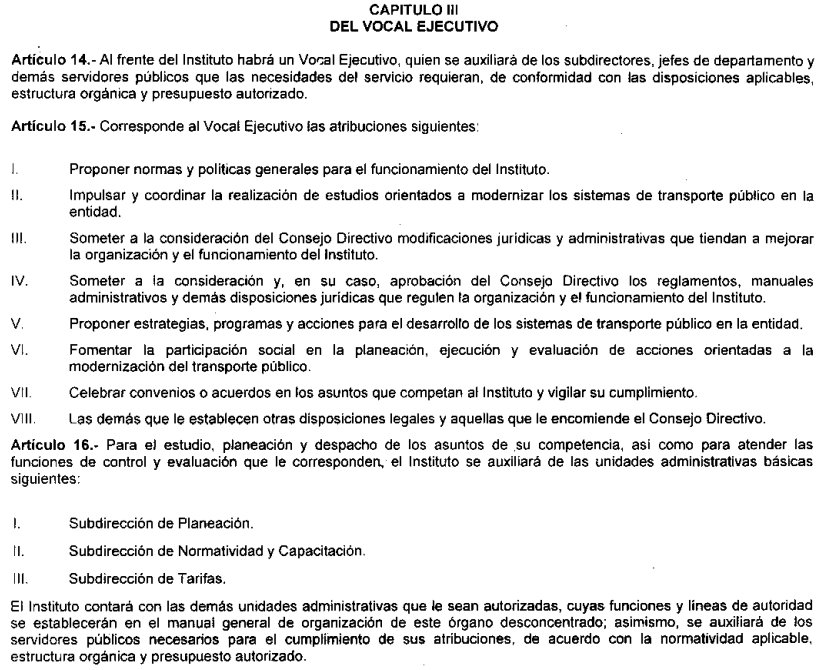 CAPITULO III
DEL VOCAL EJECUTIVO
Artículo 14.- Al frente del Instituto habrá un Vocal Ejecutivo, quien se auxiliará de los subdirectores, jefes de departamento y
demás servidores públicos que las necesidades del servicio requieran, de conformidad con las disposiciones aplicables,
estructura orgánica y presupuesto autorizado.
Artículo 15.- Corresponde al Vocal Ejecutivo las atribuciones siguientes:
I. Proponer normas y políticas generales para el funcionamiento del Instituto.
II. Impulsar y coordinar la realización de estudios orientados a modernizar los sistemas de transporte público en la
entidad.
III. Someter a la consideración del Consejo Directivo modificaciones jurídicas y administrativas que tiendan a mejorar
la organización y el funcionamiento del Instituto.
IV. Someter a la consideración y, en su caso, aprobación del Consejo Directivo los reglamentos, manuales
administrativos y demás disposiciones jurídicas que regulen la organización y el funcionamiento del Instituto.
V. Proponer estrategias, programas y acciones para el desarrollo de los sistemas de transporte público en la entidad.
VI. Fomentar la participación social en la planeación, ejecución y evaluación de acciones orientadas a la
modernización del transporte público.
VII. Celebrar convenios o acuerdos en los asuntos que competan al Instituto y vigilar su cumplimiento.
VIII. Las demás que le establecen otras disposiciones legales y aquellas que le encomiende el Consejo Directivo.
Artículo 16.- Para el estudio, planeación y despacho de los asuntos de su competencia, así como para atender las
funciones de control y evaluación que le corresponden, el Instituto se auxiliará de las unidades administrativas básicas
siguientes:
I. Subdirección de Planeación.
II. Subdirección de Normatividad y Capacitación.
III. Subdirección de Tarifas.
El Instituto contará con las demás unidades administrativas que le sean autorizadas, cuyas funciones y líneas de autoridad
se establecerán en el manual general de organización de este órgano desconcentrado; asimismo, se auxiliará de los
servidores públicos necesarios para el cumplimiento de sus atribuciones, de acuerdo con la normatividad aplicable,
estructura orgánica y presupuesto autorizado.